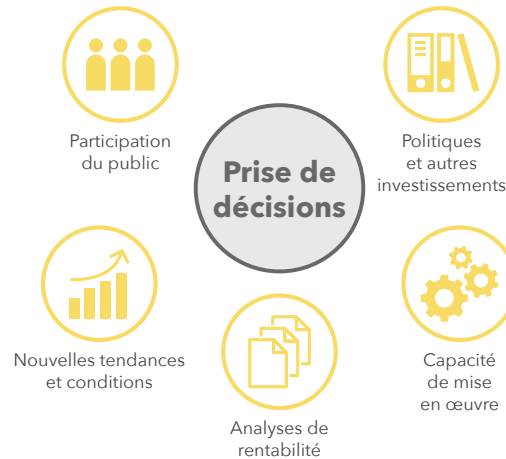 Participation
du public
Politiques
et autres
investissements
Prise de
décisions
Nouvelles tendances
et conditions
Analyses de
rentabilité
Capacité
de mise
en œuvre